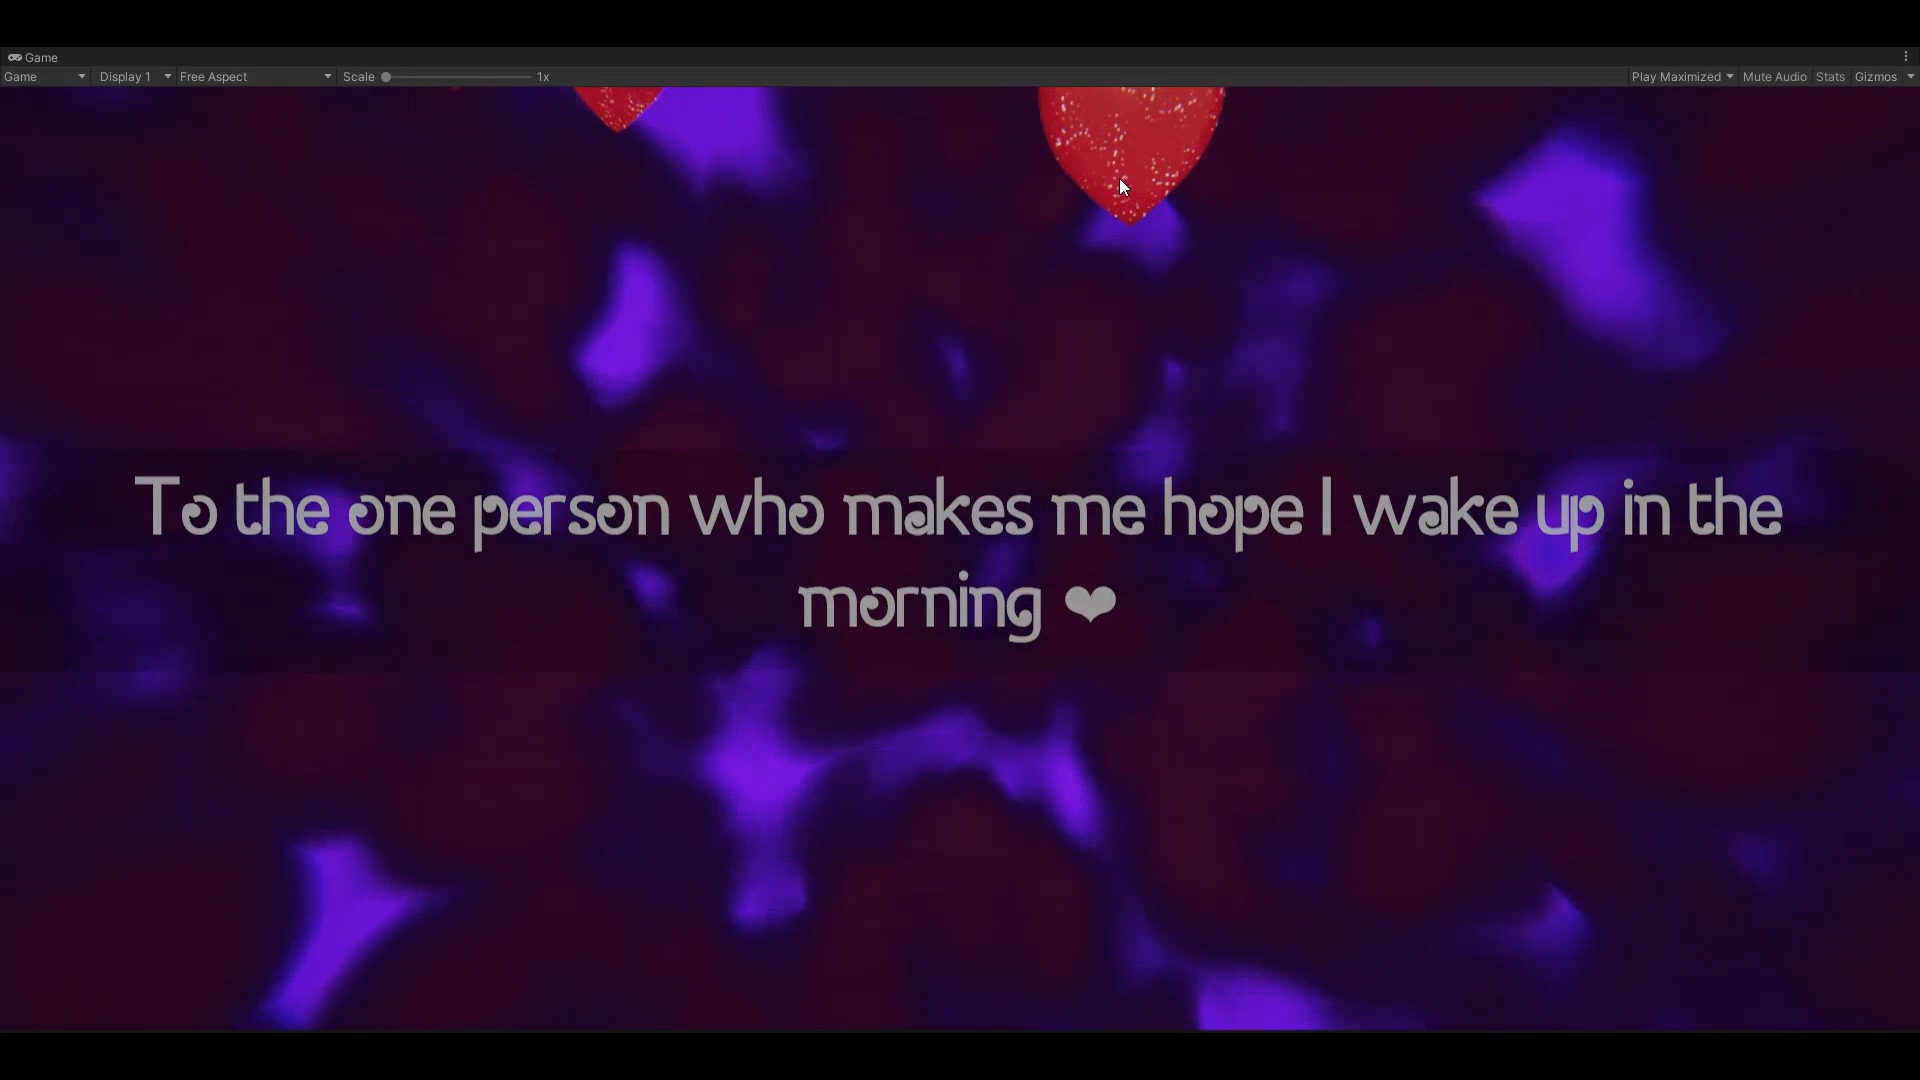 Game
Game Display 1 Free Aspect Scale 1x Play Maximized Mute Audio Stats Gizmos
To the one person who makes me hope I wake up in the
morning ❤